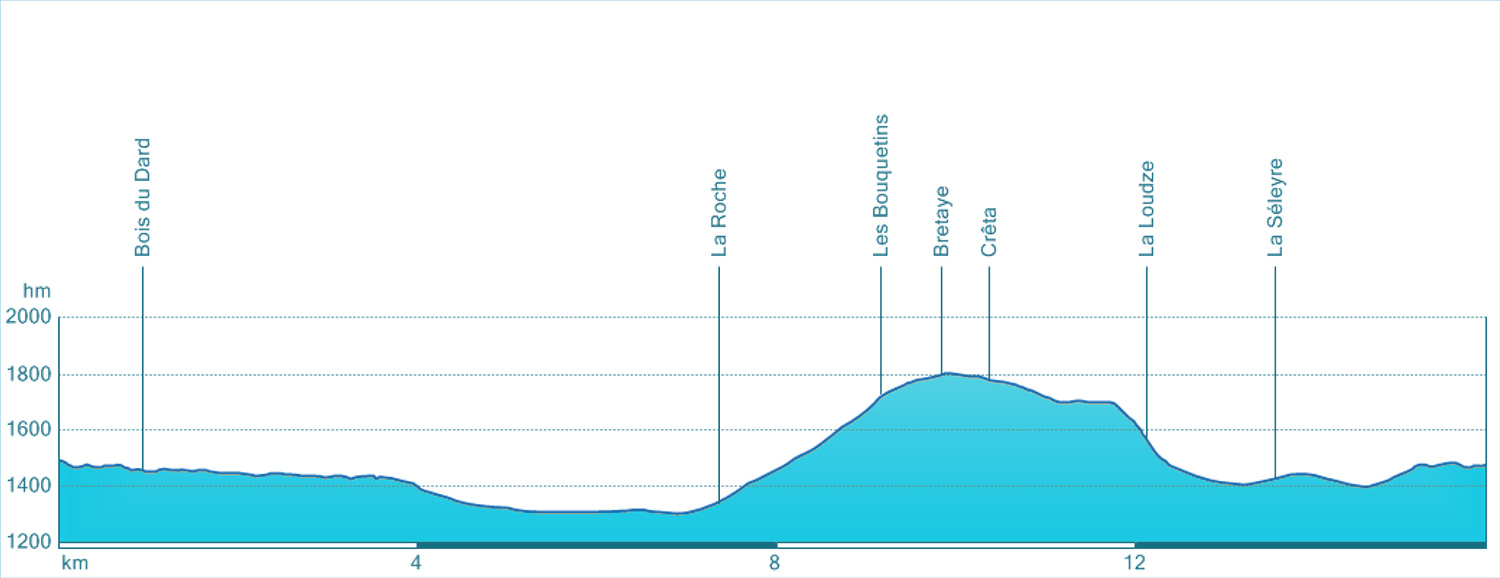 Bois du Dard
La Roche
Les Bouquetins
Bretaye
Crêta
La Loudze
La Séleyre
hm
2000
1800
1600
1400
1200
km
4
8
12